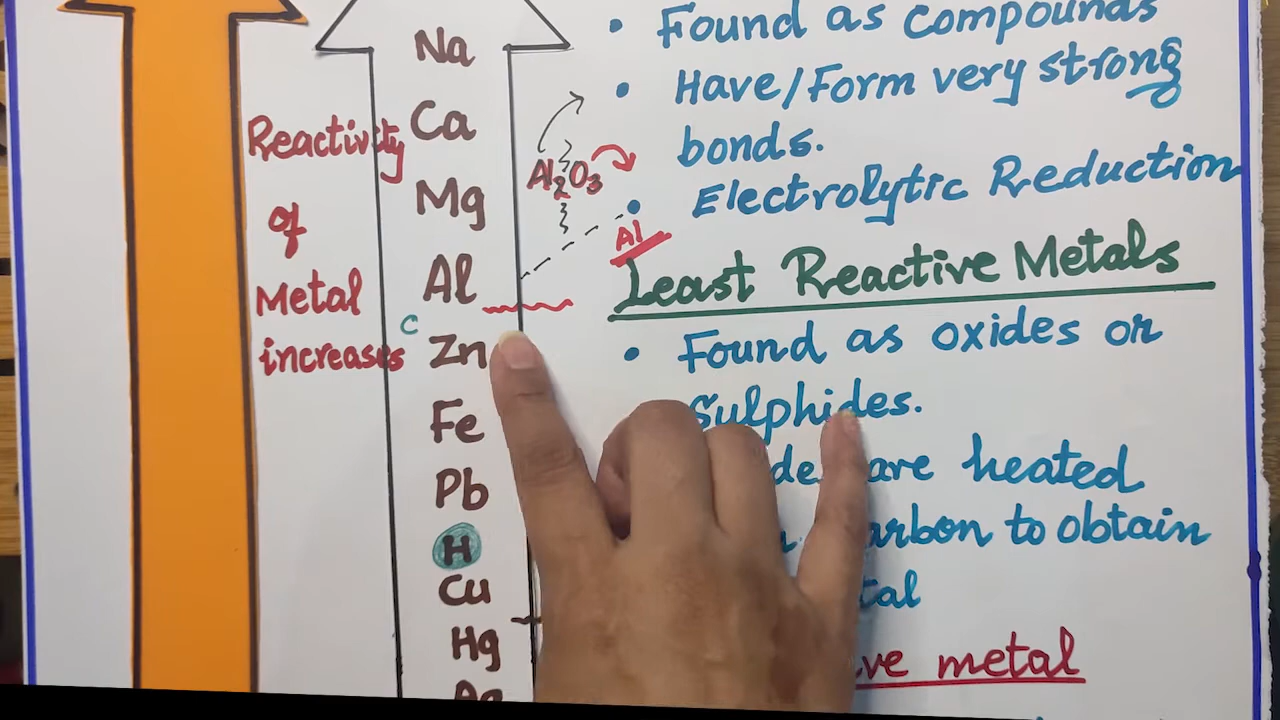 Na
Ca
Mg
Al
Zn
Fe
Pb
H
Cu
Hg
Reactivity
of
Metal
increases
C
Al2O3
Al
• Found as compounds
• Have/Form very strong
bonds.
• Electrolytic Reduction
Least Reactive Metals
• Found as oxides or
Sulphides.
are heated
to obtain
metal